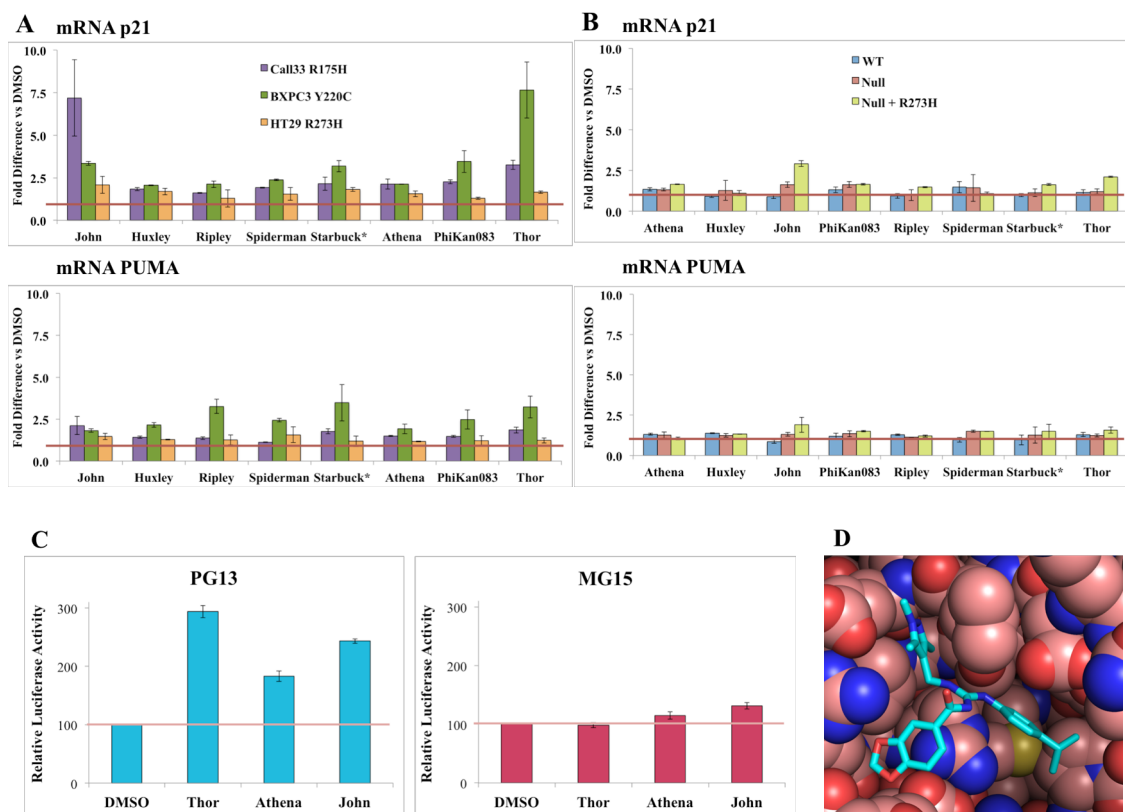 A
mRNA p21
Fold Difference vs DMSO
10.0
7.5
5.0
2.5
0.0
Call33 R175H
BXPC3 Y220C
HT29 R273H
John Huxley Ripley Spiderman Starbuck* Athena PhiKan083 Thor
mRNA PUMA
Fold Difference vs DMSO
10.0
7.5
5.0
2.5
0.0
John Huxley Ripley Spiderman Starbuck* Athena PhiKan083 Thor
B
mRNA p21
Fold Difference vs DMSO
10.0
7.5
5.0
2.5
0.0
WT
Null
Null + R273H
Athena Huxley John PhiKan083 Ripley Spiderman Starbuck* Thor
mRNA PUMA
Fold Difference vs DMSO
10.0
7.5
5.0
2.5
0.0
Athena Huxley John PhiKan083 Ripley Spiderman Starbuck* Thor
C
PG13
Relative Luciferase Activity
300
200
100
0
DMSO Thor Athena John
MG15
Relative Luciferase Activity
300
200
100
0
DMSO Thor Athena John
D